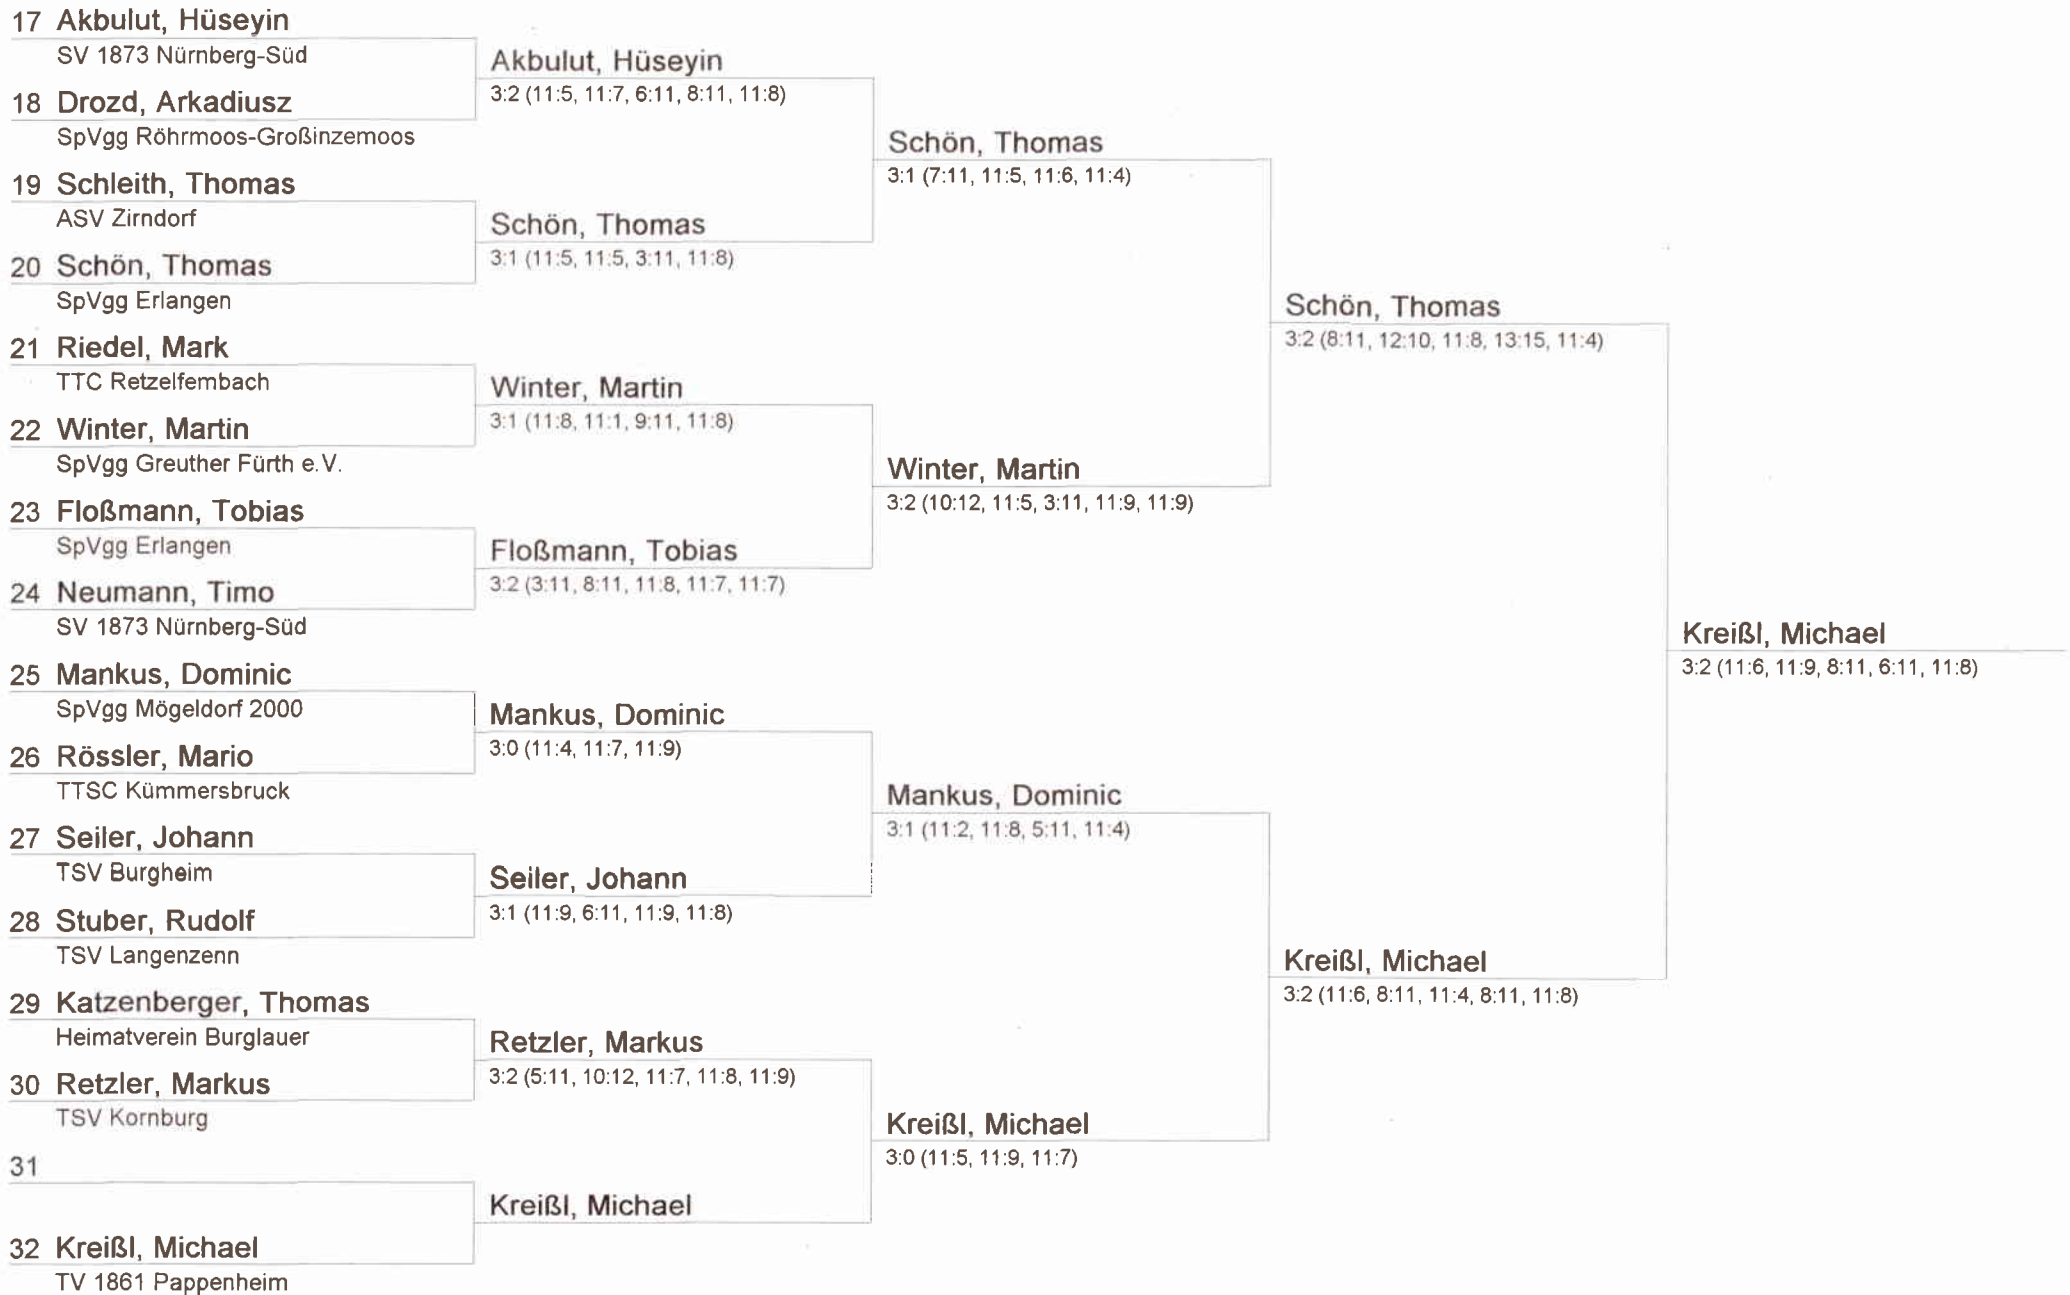 17 Akbulut, Hüseyin
SV 1873 Nürnberg-Süd
18 Drozd, Arkadiusz
SpVgg Röhrmoos-Großinzemoos
19 Schleith, Thomas
ASV Zirndorf
20 Schön, Thomas
SpVgg Erlangen
21 Riedel, Mark
TTC Retzelfembach
22 Winter, Martin
SpVgg Greuther Fürth e.V.
23 Floßmann, Tobias
SpVgg Erlangen
24 Neumann, Timo
SV 1873 Nürnberg-Süd
25 Mankus, Dominic
SpVgg Mögeldorf 2000
26 Rössler, Mario
TTSC Kümmersbruck
27 Seiler, Johann
TSV Burgheim
28 Stuber, Rudolf
TSV Langenzenn
29 Katzenberger, Thomas
Heimatverein Burglauer
30 Retzler, Markus
TSV Kornburg
31
32 Kreißl, Michael
TV 1861 Pappenheim
Akbulut, Hüseyin
3:2 (11:5, 11:7, 6:11, 8:11, 11:8)
Schön, Thomas
3:1 (11:5, 11:5, 3:11, 11:8)
Winter, Martin
3:1 (11:8, 11:1, 9:11, 11:8)
Floßmann, Tobias
3:2 (3:11, 8:11, 11:8, 11:7, 11:7)
Mankus, Dominic
3:0 (11:4, 11:7, 11:9)
Seiler, Johann
3:1 (11:9, 6:11, 11:9, 11:8)
Retzler, Markus
3:2 (5:11, 10:12, 11:7, 11:8, 11:9)
Kreißl, Michael
Schön, Thomas
3:1 (7:11, 11:5, 11:6, 11:4)
Winter, Martin
3:2 (10:12, 11:5, 3:11, 11:9, 11:9)
Mankus, Dominic
3:1 (11:2, 11:8, 5:11, 11:4)
Kreißl, Michael
3:0 (11:5, 11:9, 11:7)
Schön, Thomas
3:2 (8:11, 12:10, 11:8, 13:15, 11:4)
Kreißl, Michael
3:2 (11:6, 8:11, 11:4, 8:11, 11:8)
Kreißl, Michael
3:2 (11:6, 11:9, 8:11, 6:11, 11:8)